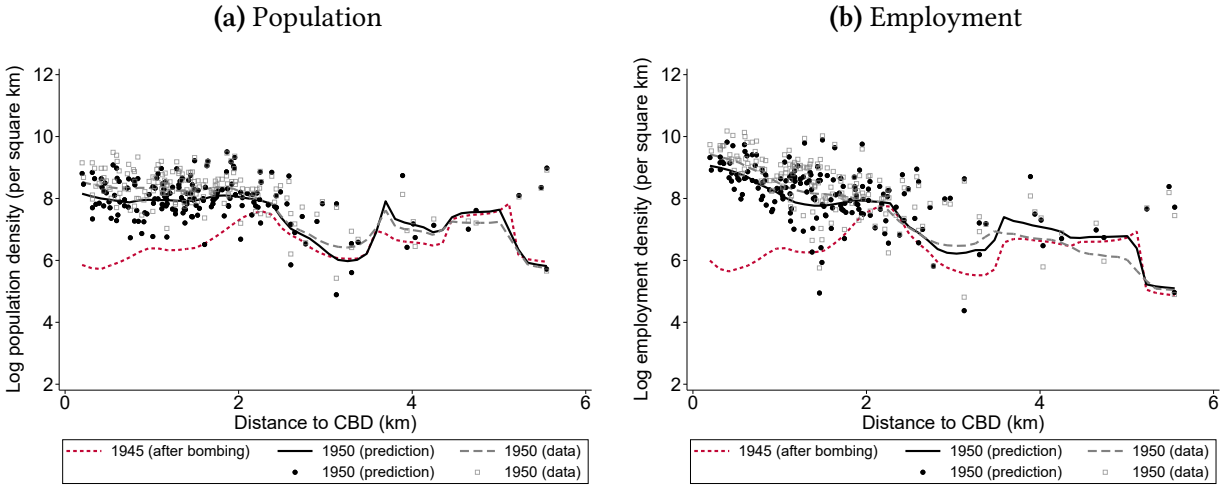 (a) Population
Log population density (per square km)
12
10
8
6
4
2
0 2 4 6
Distance to CBD (km)
1945 (after bombing) 1950 (prediction) 1950 (data)
1950 (prediction) 1950 (data)
(b) Employment
Log employment density (per square km)
12
10
8
6
4
2
0 2 4 6
Distance to CBD (km)
1945 (after bombing) 1950 (prediction) 1950 (data)
1950 (prediction) 1950 (data)